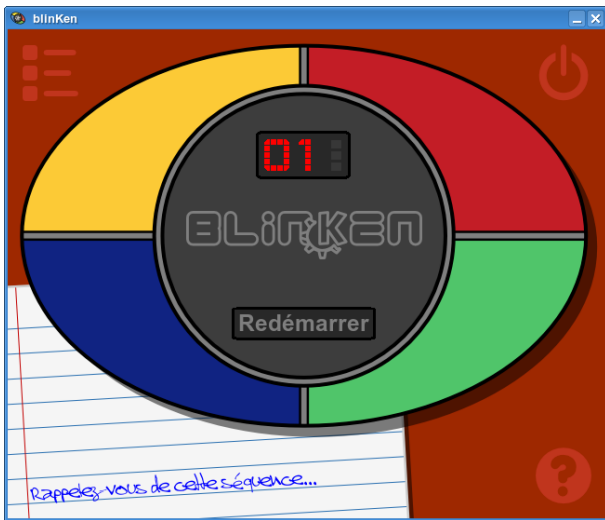 blinKen
01
BLINKEN
Redémarrer
Rappelez-vous de cette séquence...
?